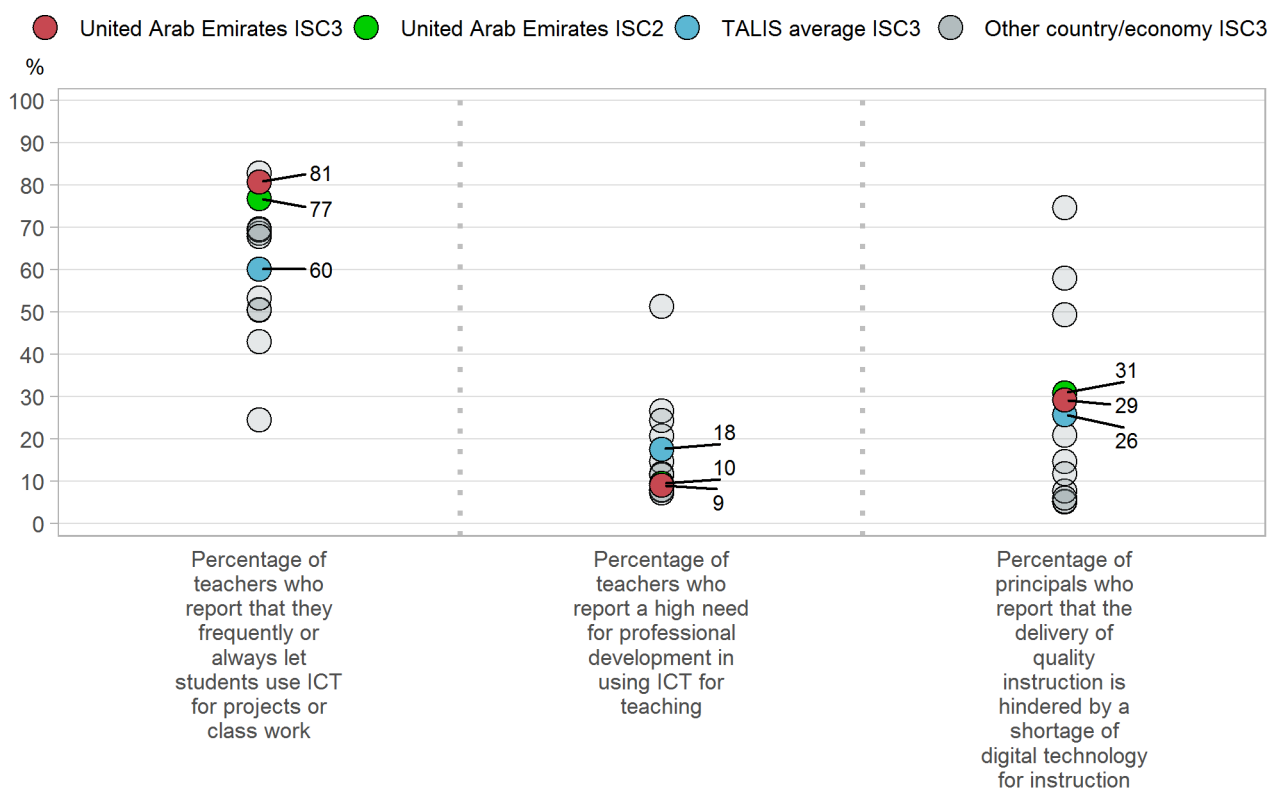 United Arab Emirates ISC3 United Arab Emirates ISC2 TALIS average ISC3 Other country/economy ISC3
%
100
90
80
70
60
50
40
30
20
10
0
81
77
60
18
10
9
31
29
26
Percentage of
teachers who
report that they
frequently or
always let
students use ICT
for projects or
class work
Percentage of
teachers who
report a high need
for professional
development in
using ICT for
teaching
Percentage of
principals who
report that the
delivery of
quality
instruction is
hindered by a
shortage of
digital technology
for instruction